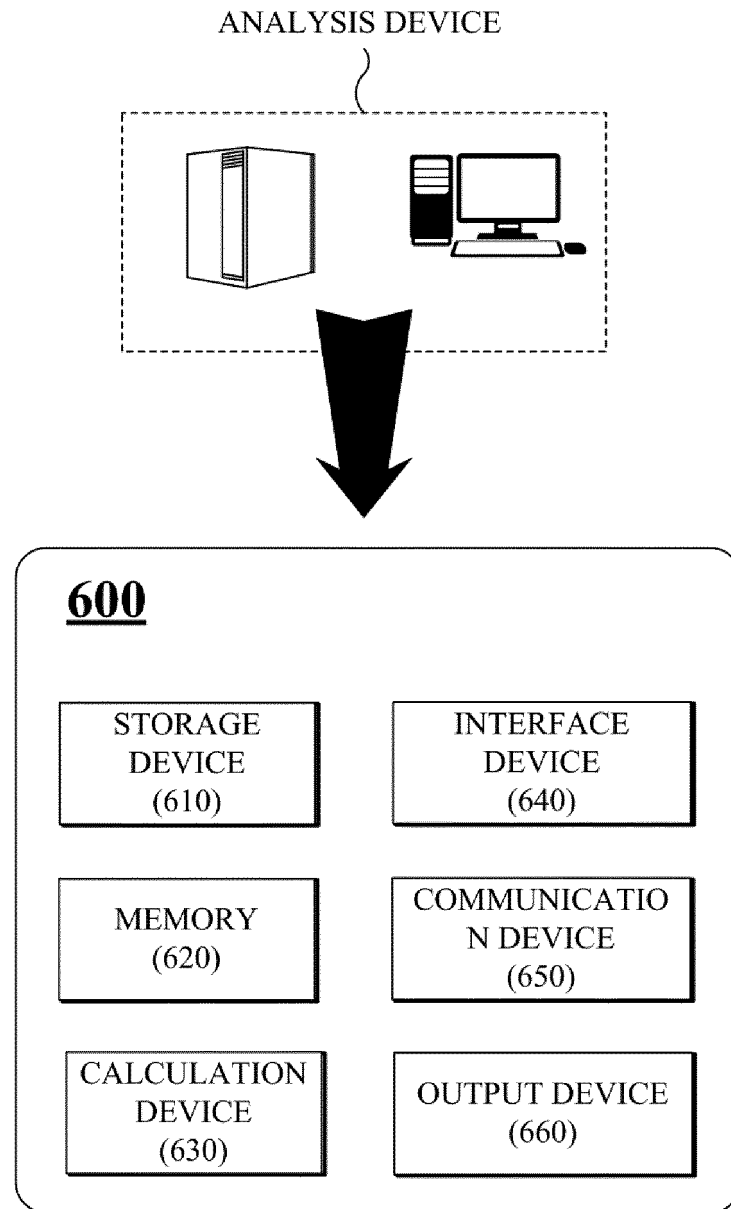 ANALYSIS DEVICE
600
STORAGE
DEVICE
(610)
INTERFACE
DEVICE
(640)
MEMORY
(620)
COMMUNICATIO
N DEVICE
(650)
CALCULATION
DEVICE
(630)
OUTPUT DEVICE
(660)